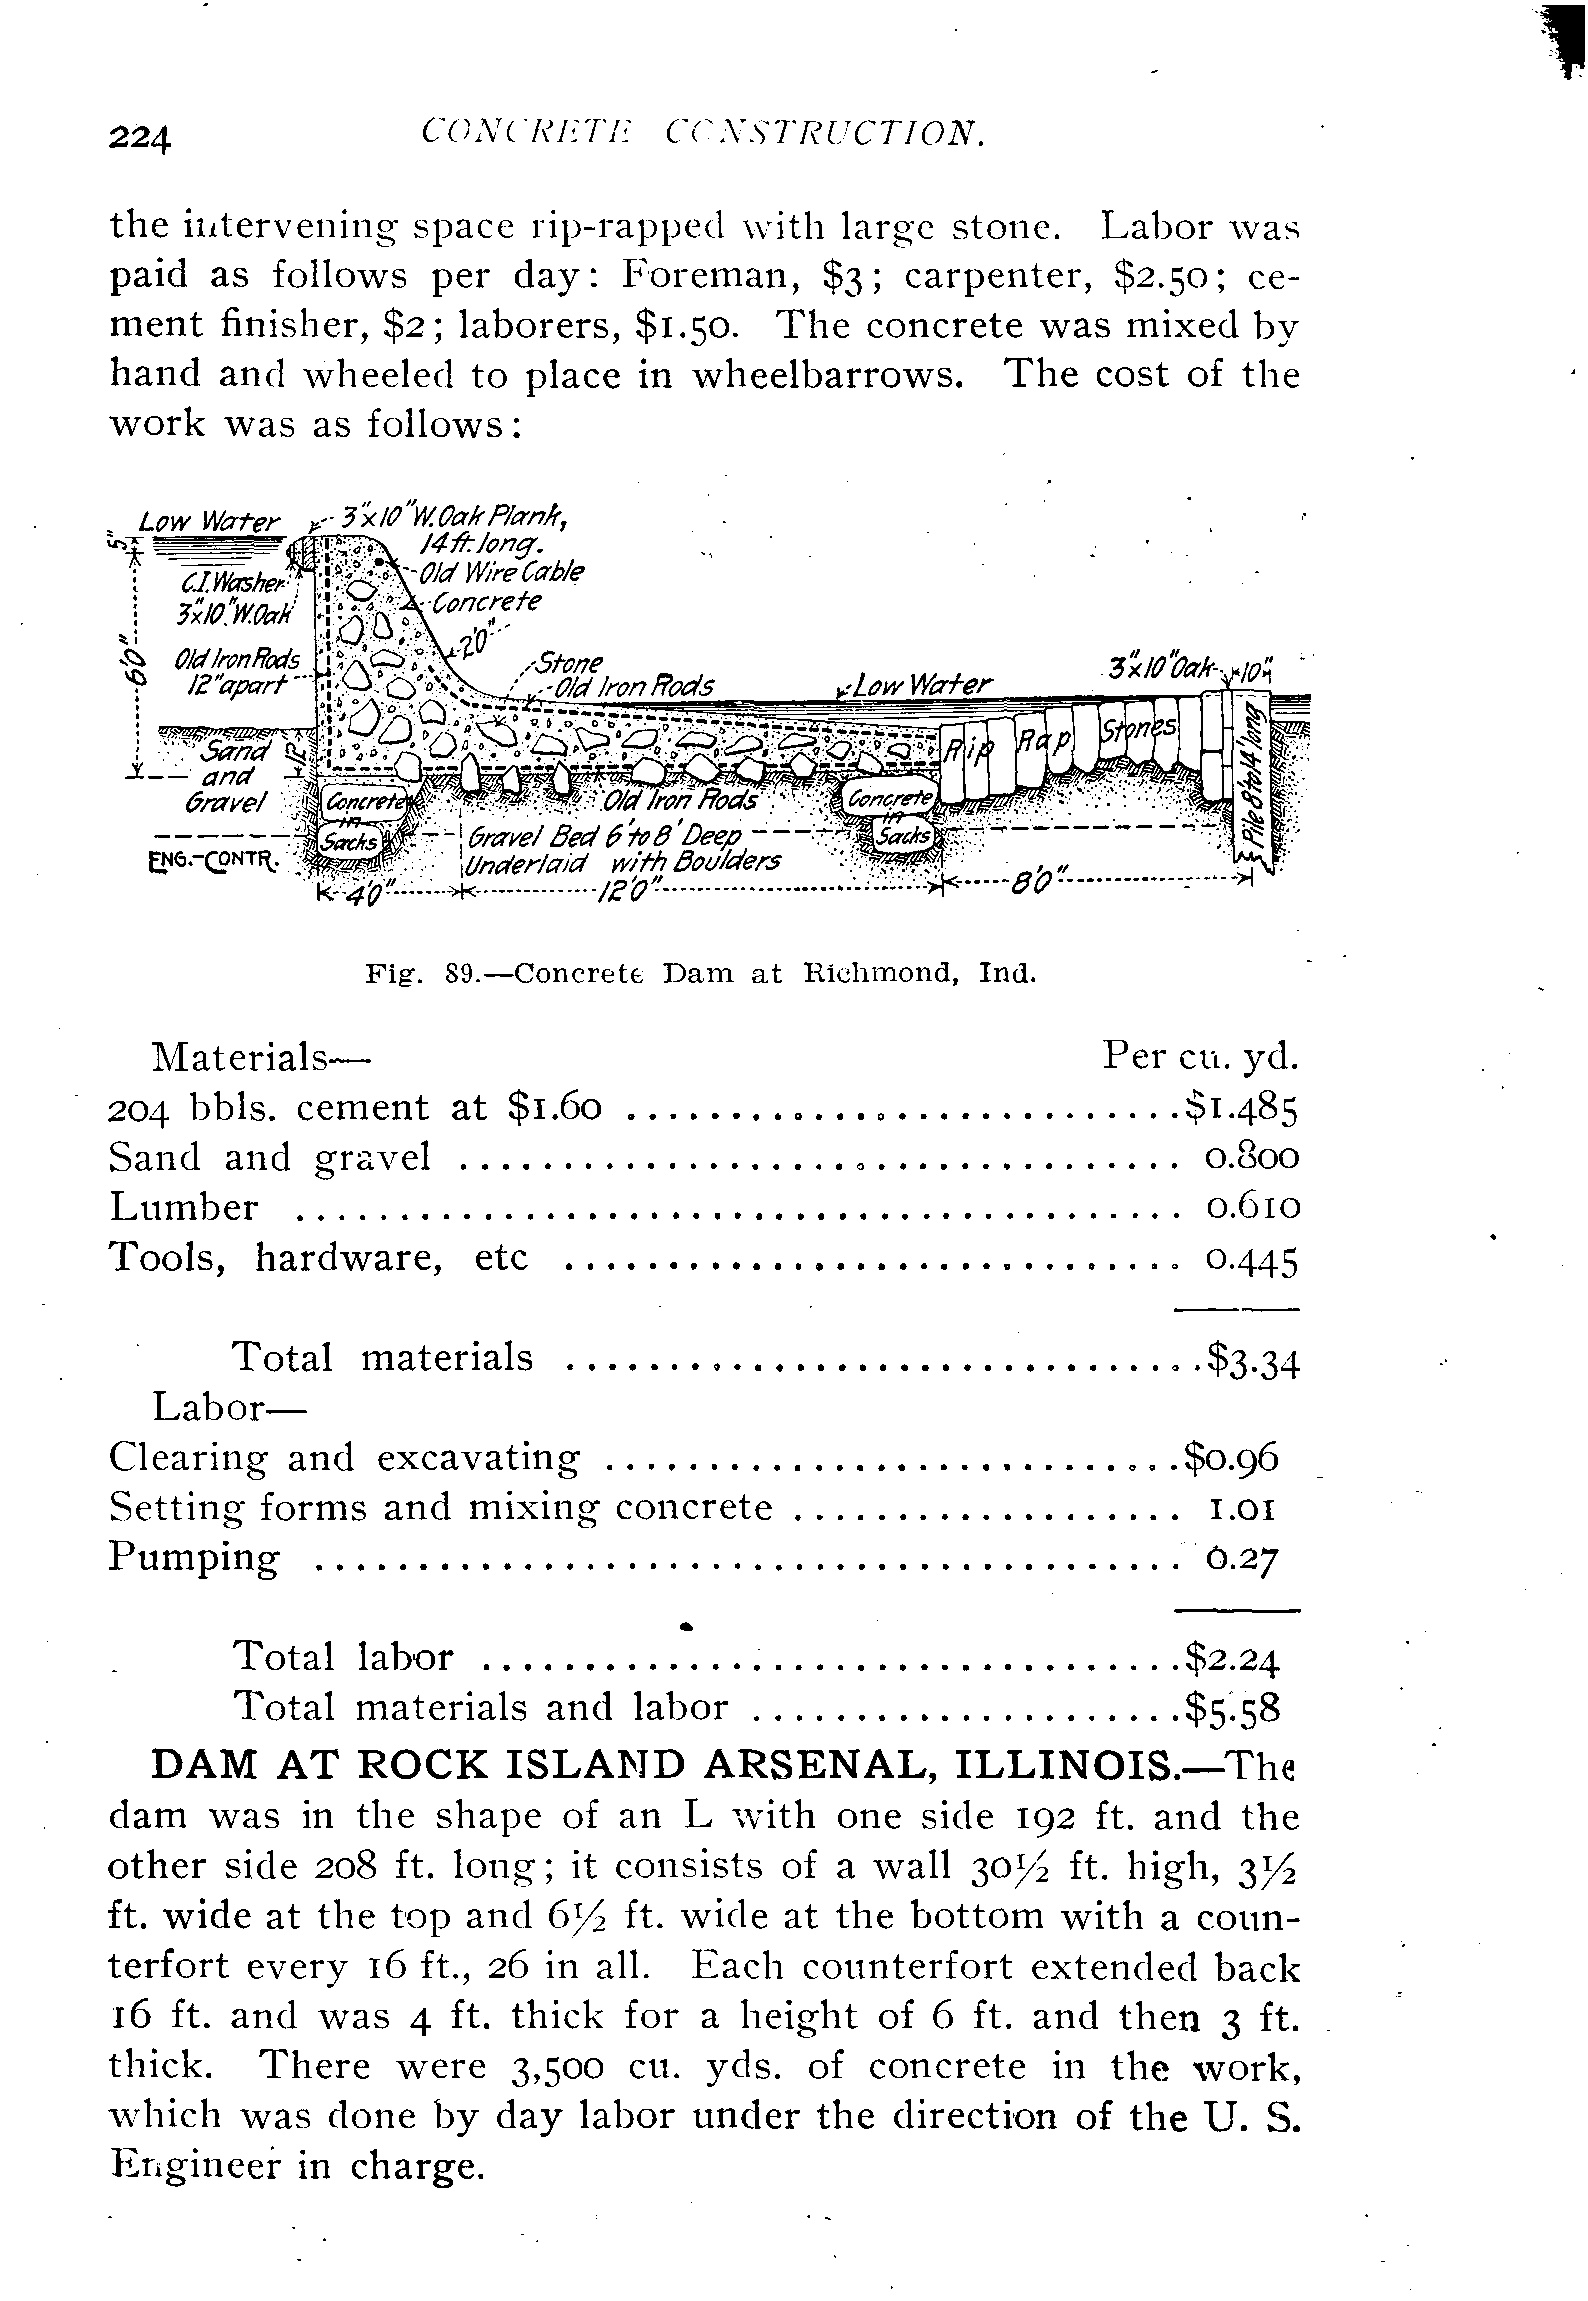 224 CONCRETE CONSTRUCTION.
the intervening space rip-rapped with large stone. Labor was
paid as follows per day: Foreman, $3; carpenter, $2.50; ce-
ment finisher, $2; laborers, $1.50. The concrete was mixed by
hand and wheeled to place in wheelbarrows. The cost of the
work was as follows:
Low Water
3"x10" W. Oak Plank,
14 ft. long.
5"
Old Wire Cable
C.I. Washer
Concrete
3"x10" W. Oak
2'0"
6'0"
Old Iron Rods
12" apart
Stone
Old Iron Rods
Low Water
3"x10" Oak
10"
Sand
and
Gravel
12"
Rip Rap Stones
Pile 8 to 14' long
Concrete
in
Sacks
Old Iron Rods
Concrete
in
Sacks
Gravel Bed 6' to 8' Deep
Underlaid with Boulders
ENG.-CONTR.
4'0"
12'0"
8'0"
Fig. 89.—Concrete Dam at Richmond, Ind.
Materials— Per cu. yd.
204 bbls. cement at $1.60 ........................... $1.485
Sand and gravel ................................... 0.800
Lumber ........................................... 0.610
Tools, hardware, etc .............................. 0.445
Total materials ............................... $3.34
Labor—
Clearing and excavating ............................ $0.96
Setting forms and mixing concrete ................... 1.01
Pumping .......................................... 0.27
Total labor .................................. $2.24
Total materials and labor ..................... $5.58
DAM AT ROCK ISLAND ARSENAL, ILLINOIS.—The
dam was in the shape of an L with one side 192 ft. and the
other side 208 ft. long; it consists of a wall 30½ ft. high, 3½
ft. wide at the top and 6½ ft. wide at the bottom with a coun-
terfort every 16 ft., 26 in all. Each counterfort extended back
16 ft. and was 4 ft. thick for a height of 6 ft. and then 3 ft.
thick. There were 3,500 cu. yds. of concrete in the work,
which was done by day labor under the direction of the U. S.
Engineer in charge.